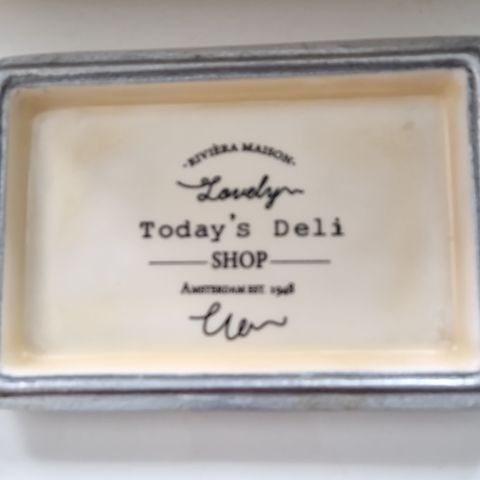 ·RIVIÈRA MAISON·
Lovely
Today's Deli
SHOP
AMSTERDAM EST 1948